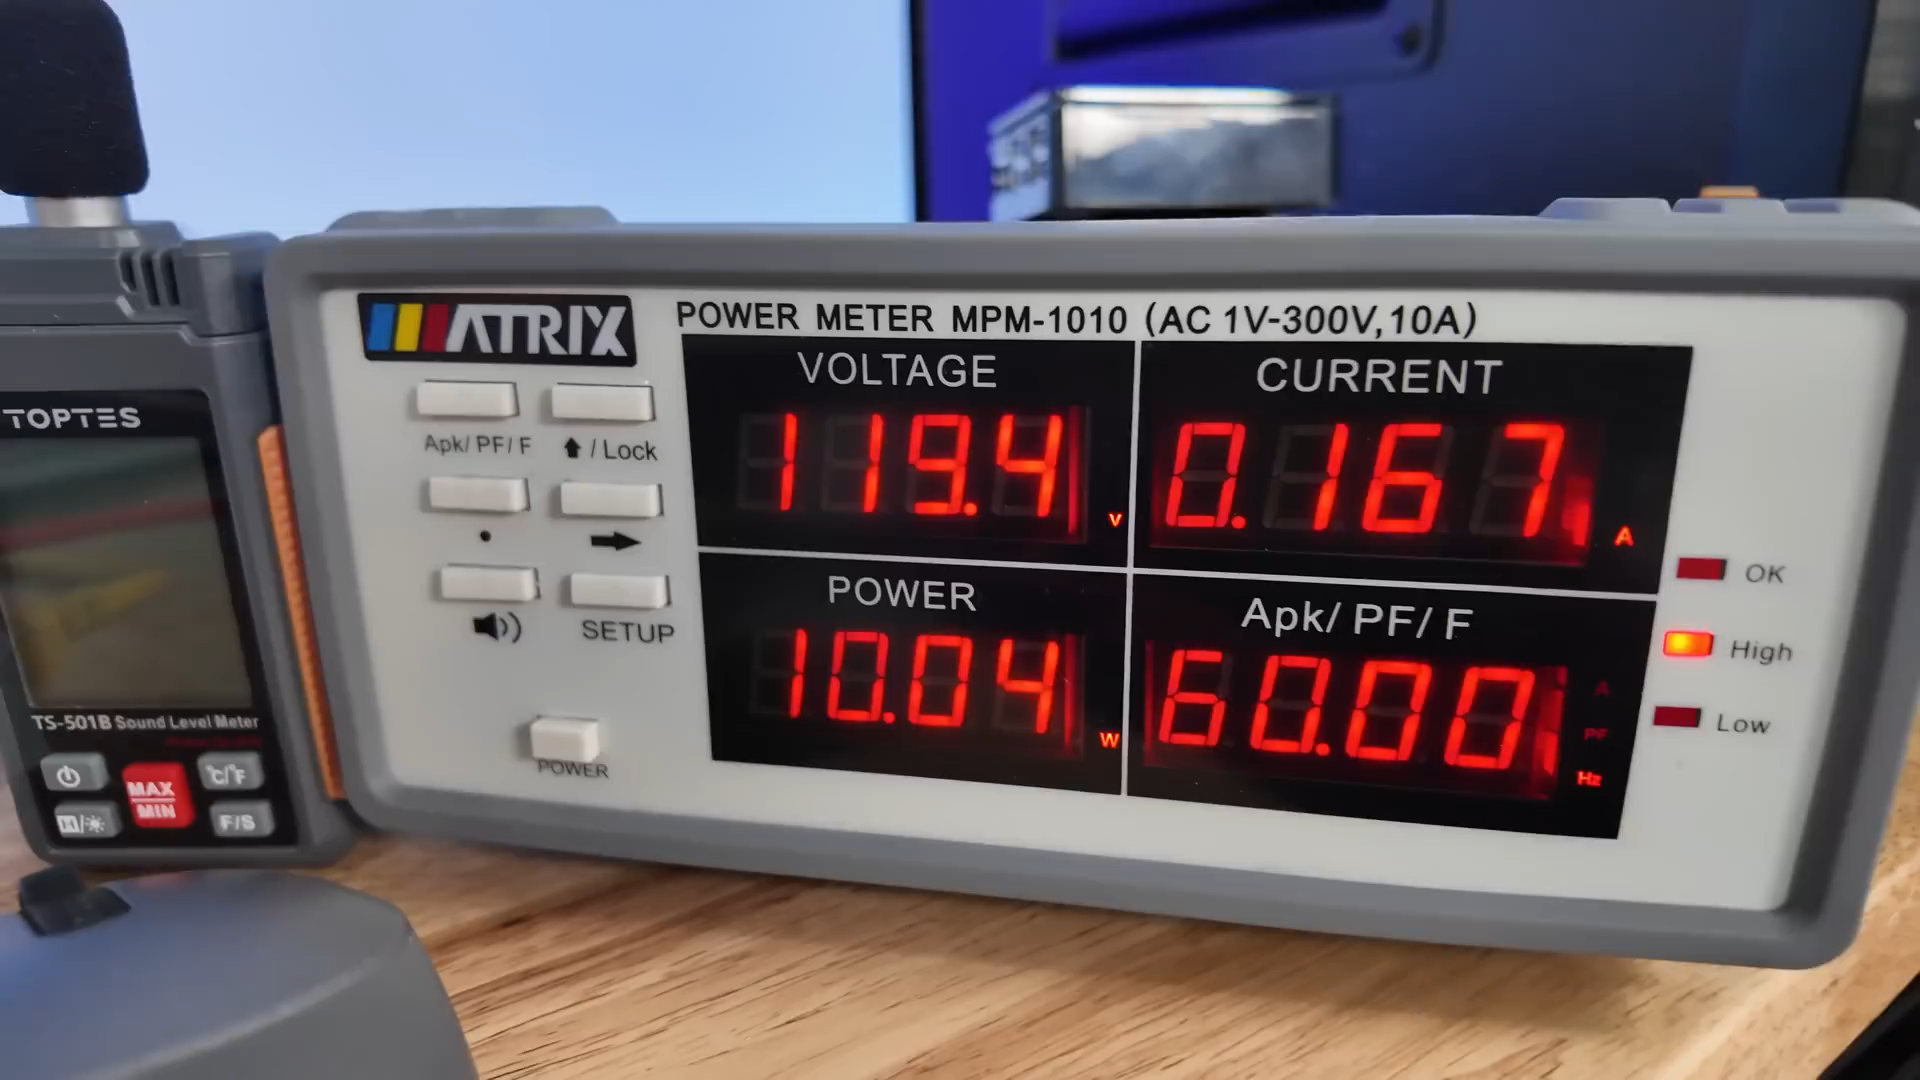 MATRIX
POWER METER MPM-1010 (AC 1V-300V,10A)
VOLTAGE
119.4 V
CURRENT
0.167 A
POWER
10.04 W
Apk/ PF/ F
60.00
A
PF
Hz
Apk/ PF/ F
/ Lock
SETUP
POWER
OK
High
Low
TOPTES
TS-501B Sound Level Meter
MAX
MIN
°C/°F
H/
F/S